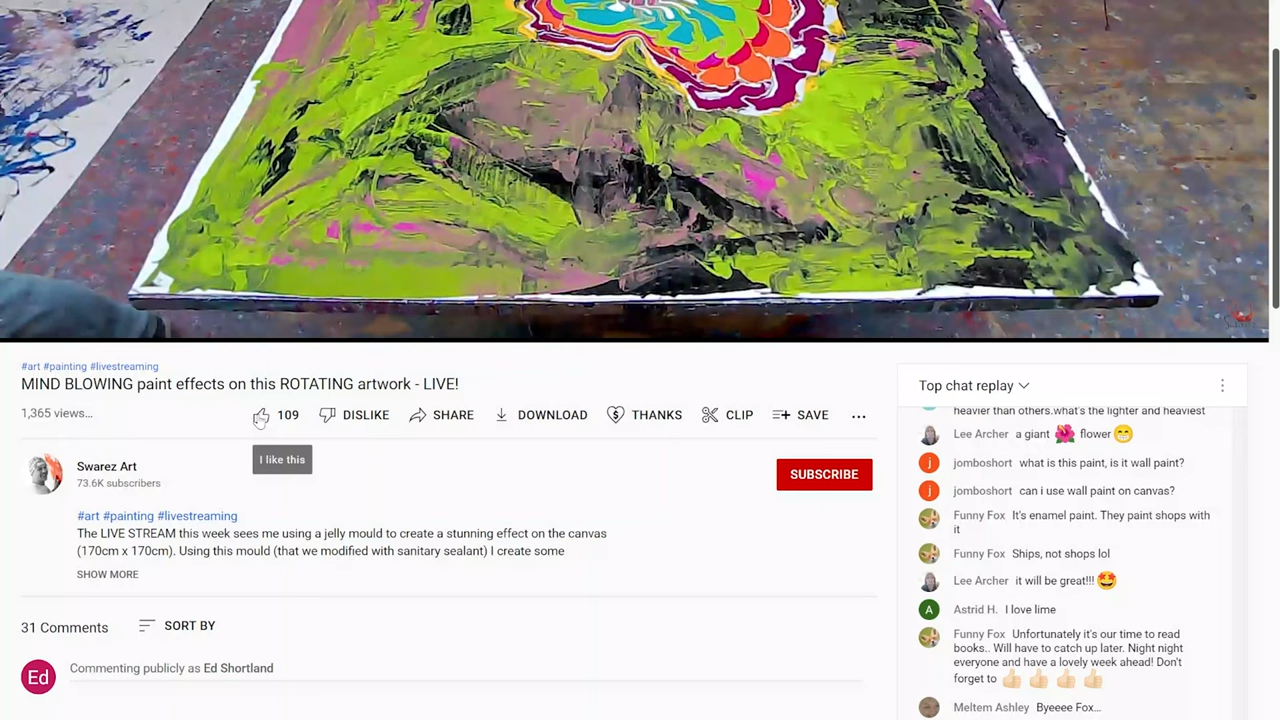 #art #painting #livestreaming
MIND BLOWING paint effects on this ROTATING artwork - LIVE!
1,365 views...
109
DISLIKE
SHARE
DOWNLOAD
THANKS
CLIP
SAVE
I like this
Swarez Art
73.6K subscribers
SUBSCRIBE
#art #painting #livestreaming
The LIVE STREAM this week sees me using a jelly mould to create a stunning effect on the canvas
(170cm x 170cm). Using this mould (that we modified with sanitary sealant) I create some
SHOW MORE
31 Comments
SORT BY
Ed
Commenting publicly as Ed Shortland
Top chat replay
heavier than others.what's the lighter and heaviest
Lee Archer a giant 🌺 flower 😁
j
jomboshort what is this paint, is it wall paint?
j
jomboshort can i use wall paint on canvas?
Funny Fox It's enamel paint. They paint shops with
it
Funny Fox Ships, not shops lol
Lee Archer it will be great!!! 🤩
A
Astrid H. I love lime
Funny Fox Unfortunately it's our time to read
books.. Will have to catch up later. Night night
everyone and have a lovely week ahead! Don't
forget to 👍🏻 👍🏻 👍🏻 👍🏻
Meltem Ashley Byeeee Fox...